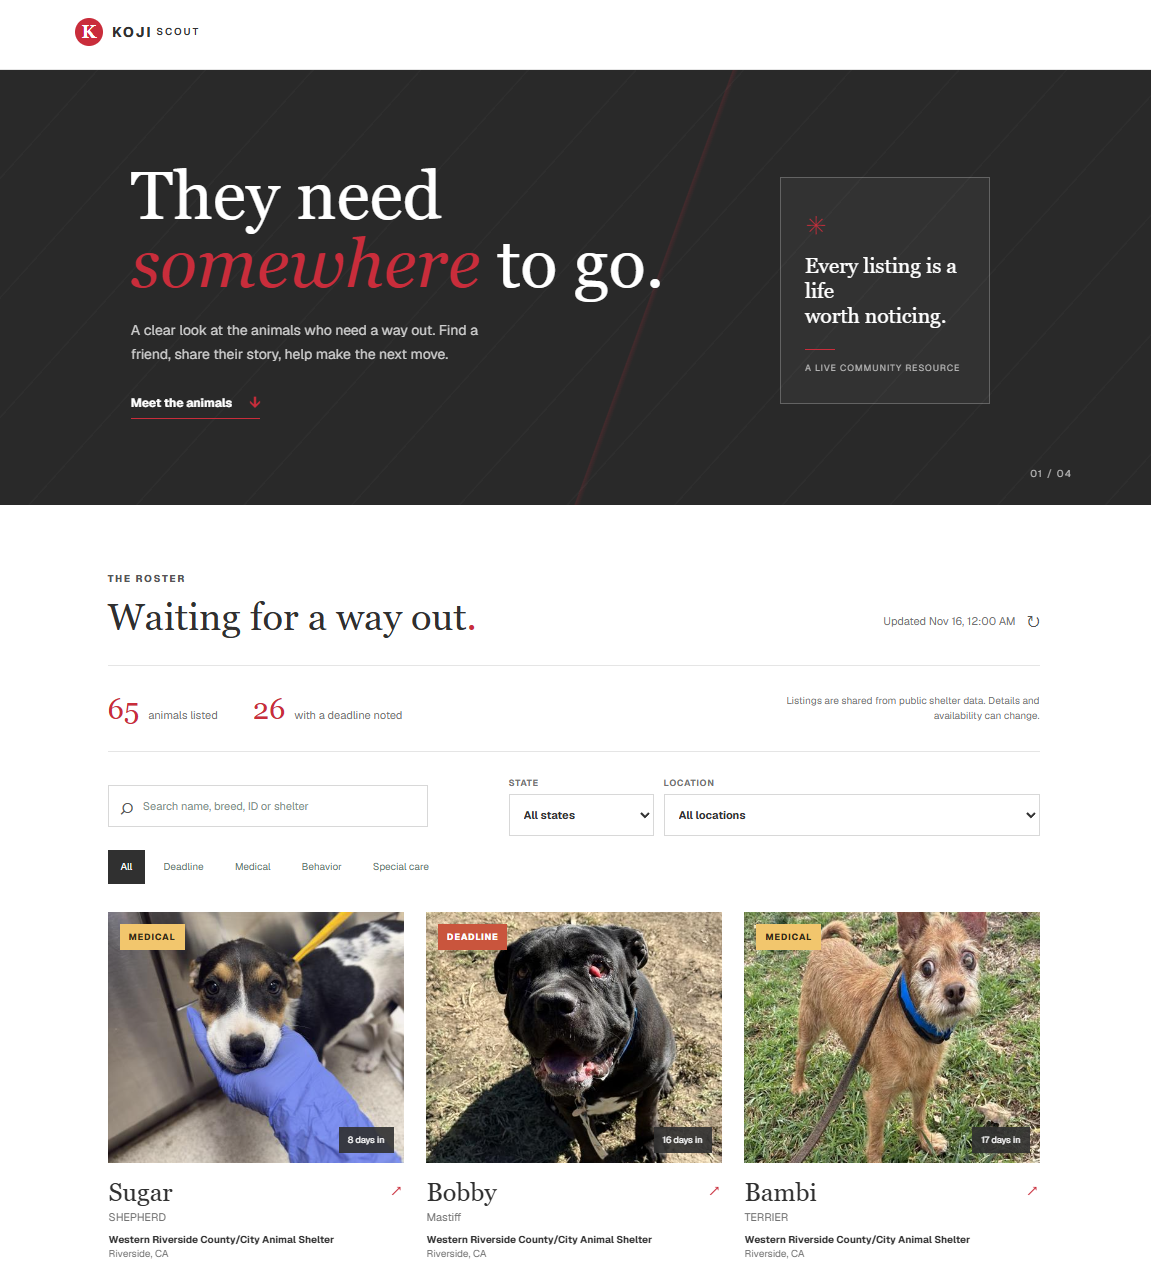 K KOJI SCOUT
They need
somewhere to go.
A clear look at the animals who need a way out. Find a
friend, share their story, help make the next move.
Meet the animals ↓
Every listing is a
life
worth noticing.
A LIVE COMMUNITY RESOURCE
01 / 04
THE ROSTER
Waiting for a way out.
Updated Nov 16, 12:00 AM ↻
65 animals listed
26 with a deadline noted
Listings are shared from public shelter data. Details and
availability can change.
Search name, breed, ID or shelter
STATE
All states
LOCATION
All locations
All
Deadline
Medical
Behavior
Special care
MEDICAL
8 days in
Sugar ↗
SHEPHERD
Western Riverside County/City Animal Shelter
Riverside, CA
DEADLINE
16 days in
Bobby ↗
Mastiff
Western Riverside County/City Animal Shelter
Riverside, CA
MEDICAL
17 days in
Bambi ↗
TERRIER
Western Riverside County/City Animal Shelter
Riverside, CA